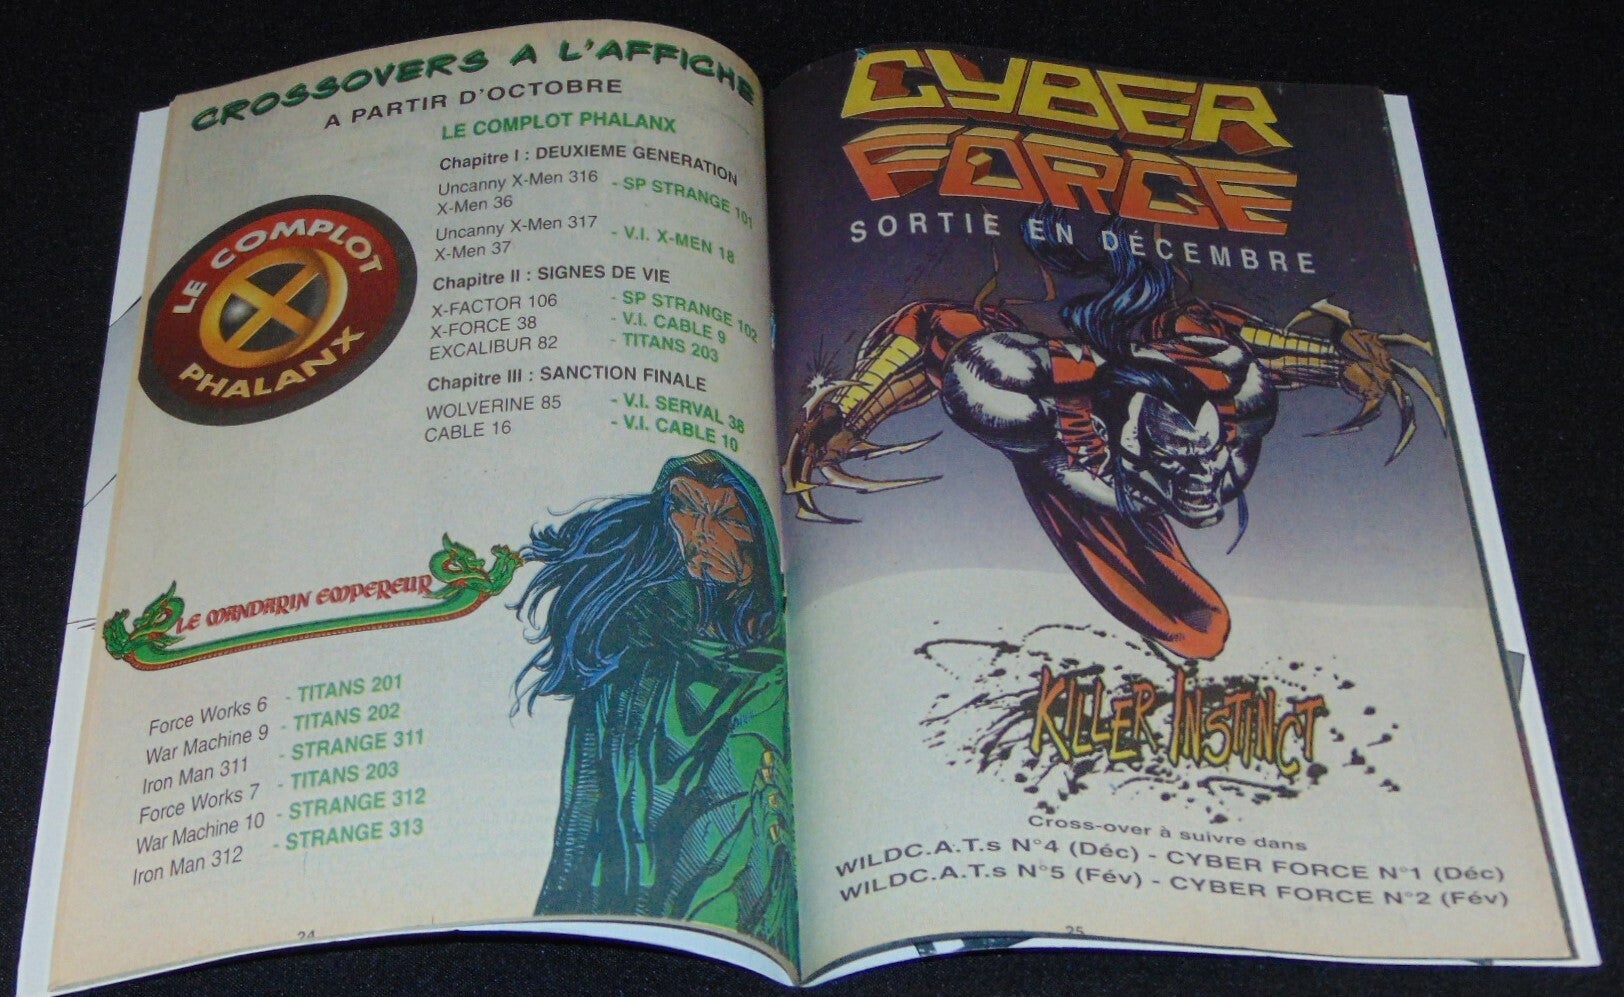 CROSSOVERS A L'AFFICHE
A PARTIR D'OCTOBRE
LE COMPLOT PHALANX
LE COMPLOT PHALANX
Chapitre I : DEUXIEME GENERATION
Uncanny X-Men 316
X-Men 36
- SP STRANGE 101
Uncanny X-Men 317
X-Men 37
- V.I. X-MEN 18
Chapitre II : SIGNES DE VIE
X-FACTOR 106 - SP STRANGE 102
X-FORCE 38 - V.I. CABLE 9
EXCALIBUR 82 - TITANS 203
Chapitre III : SANCTION FINALE
WOLVERINE 85 - V.I. SERVAL 38
CABLE 16 - V.I. CABLE 10
LE MANDARIN EMPEREUR
Force Works 6 - TITANS 201
War Machine 9 - TITANS 202
Iron Man 311 - STRANGE 311
Force Works 7 - TITANS 203
War Machine 10 - STRANGE 312
Iron Man 312 - STRANGE 313
24
CYBER
FORCE
SORTIE EN DÉCEMBRE
KILLER INSTINCT
Cross-over à suivre dans
WILDC.A.T.s N°4 (Déc) - CYBER FORCE N°1 (Déc)
WILDC.A.T.s N°5 (Fév) - CYBER FORCE N°2 (Fév)
25